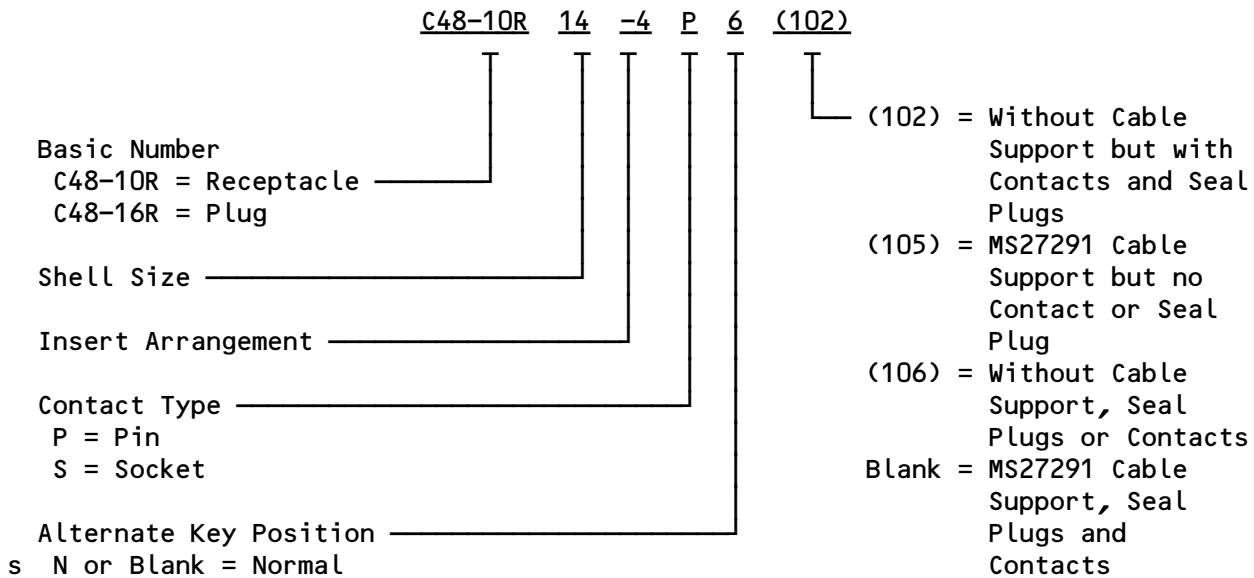 C48-10R 14 -4 P 6 (102)
Basic Number
C48-10R = Receptacle
C48-16R = Plug
Shell Size
Insert Arrangement
Contact Type
P = Pin
S = Socket
Alternate Key Position
s N or Blank = Normal
(102) = Without Cable
Support but with
Contacts and Seal
Plugs
(105) = MS27291 Cable
Support but no
Contact or Seal
Plug
(106) = Without Cable
Support, Seal
Plugs or Contacts
Blank = MS27291 Cable
Support, Seal
Plugs and
Contacts